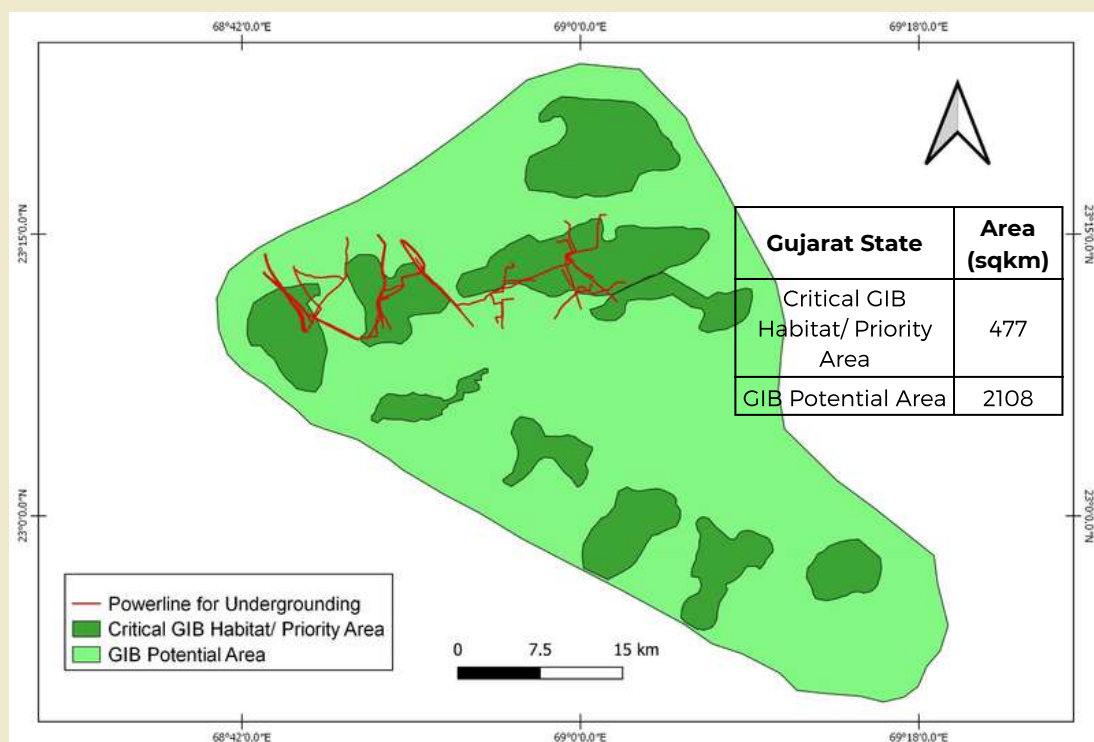 68°42'0.0"E
69°0'0.0"E
69°18'0.0"E
23°15'0.0"N
23°15'0.0"N
Gujarat State
Area
(sqkm)
Critical GIB
Habitat/ Priority
Area
477
GIB Potential Area
2108
23°0'0.0"N
23°0'0.0"N
Powerline for Undergrounding
Critical GIB Habitat/ Priority Area
GIB Potential Area
0
7.5
15 km
68°42'0.0"E
69°0'0.0"E
69°18'0.0"E